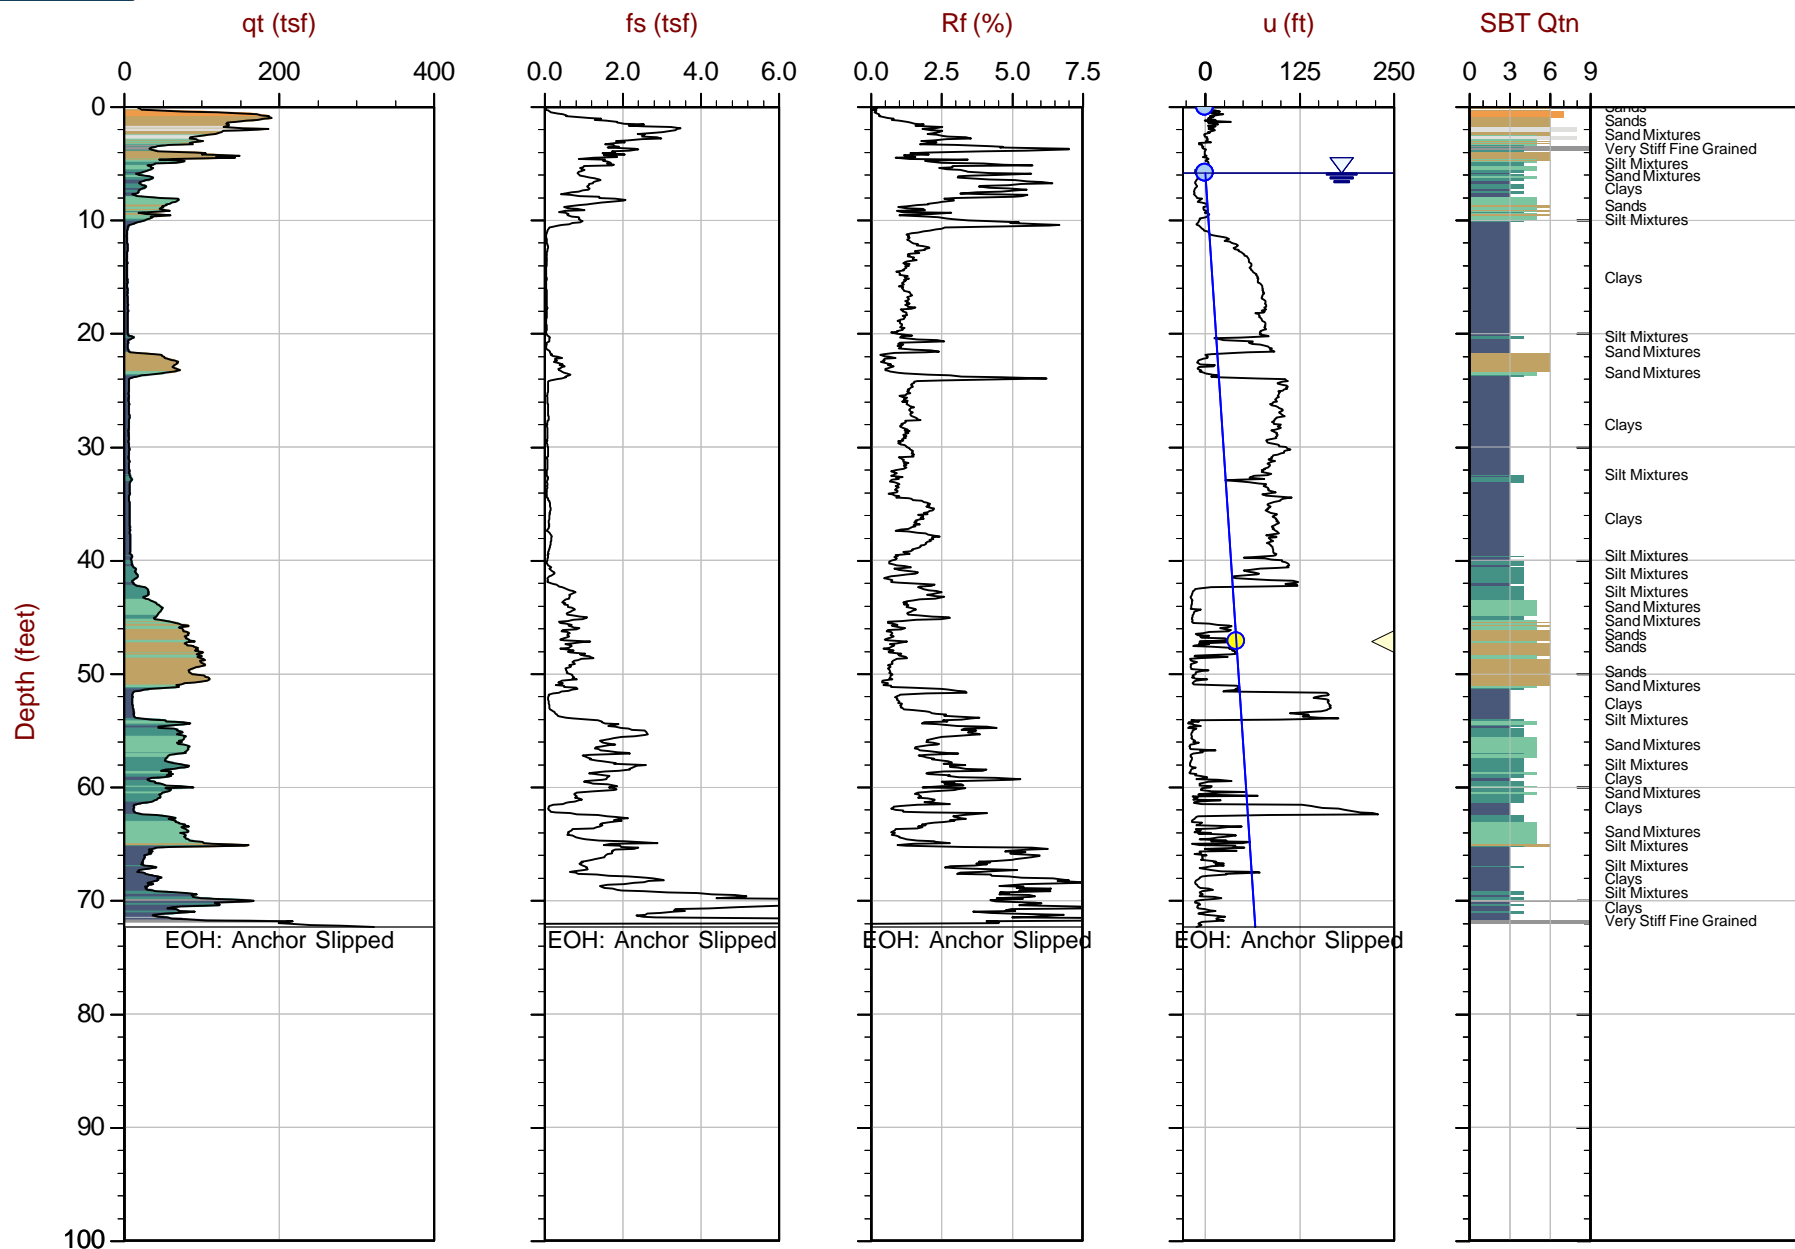 qt (tsf)
fs (tsf)
Rf (%)
u (ft)
SBT Qtn
0 200 400
0.0 2.0 4.0 6.0
0.0 2.5 5.0 7.5
0 125 250
0 3 6 9
Depth (feet)
0
10
20
30
40
50
60
70
80
90
100
Sands
Sands
Sand Mixtures
Very Stiff Fine Grained
Silt Mixtures
Sand Mixtures
Clays
Sands
Silt Mixtures
Clays
Silt Mixtures
Sand Mixtures
Sand Mixtures
Clays
Silt Mixtures
Clays
Silt Mixtures
Silt Mixtures
Silt Mixtures
Sand Mixtures
Sand Mixtures
Sands
Sands
Sands
Sand Mixtures
Clays
Silt Mixtures
Sand Mixtures
Silt Mixtures
Clays
Sand Mixtures
Clays
Sand Mixtures
Silt Mixtures
Silt Mixtures
Clays
Silt Mixtures
Clays
Very Stiff Fine Grained
EOH: Anchor Slipped
EOH: Anchor Slipped
EOH: Anchor Slipped
EOH: Anchor Slipped